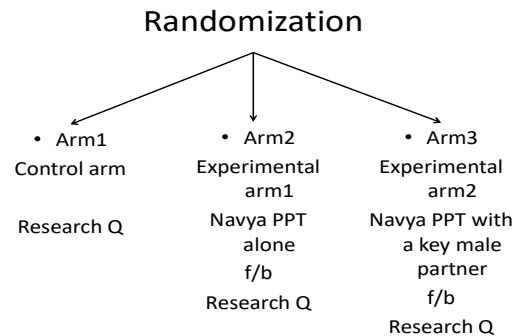 Randomization
• Arm1
Control arm
Research Q
• Arm2
Experimental
arm1
Navya PPT
alone
f/b
Research Q
• Arm3
Experimental
arm2
Navya PPT with
a key male
partner
f/b
Research Q